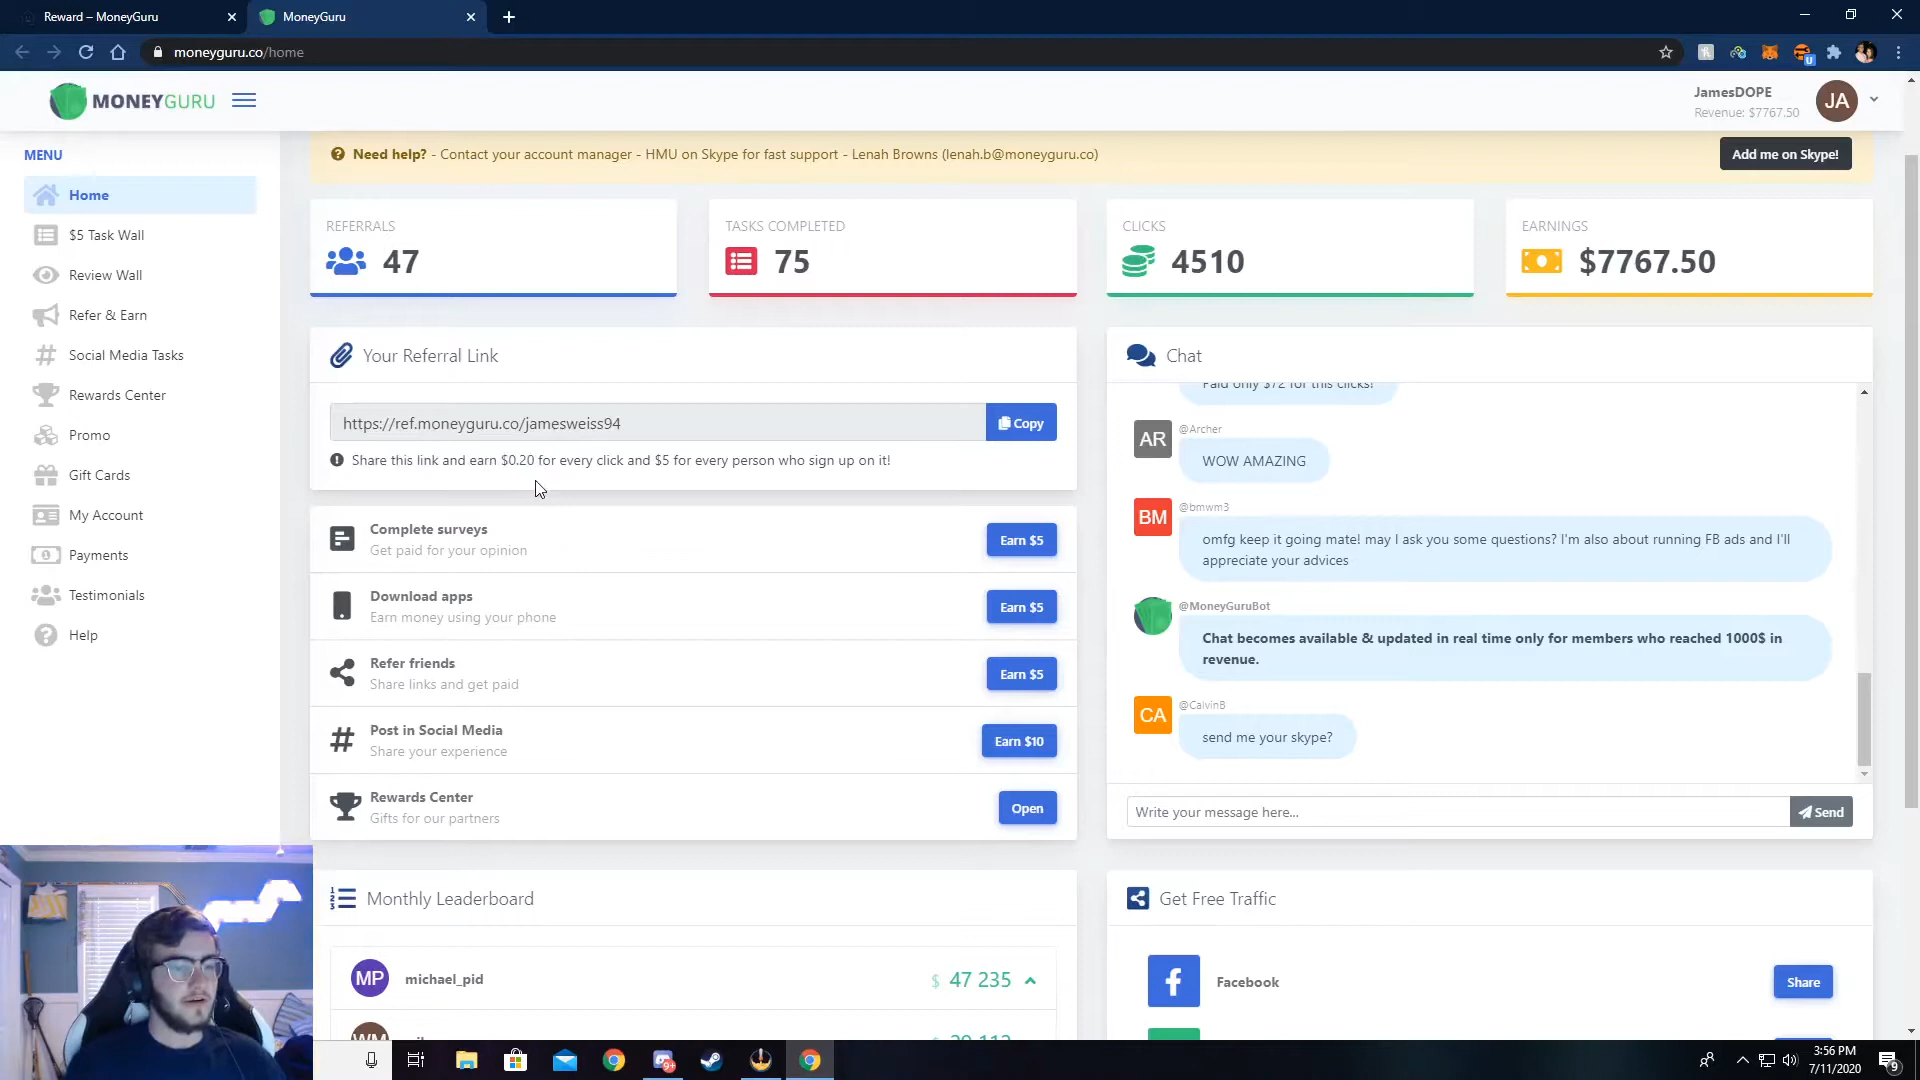 Reward – MoneyGuru
MoneyGuru
moneyguru.co/home
MONEYGURU
JamesDOPE
Revenue: $7767.50
JA
MENU
Home
$5 Task Wall
Review Wall
Refer & Earn
Social Media Tasks
Rewards Center
Promo
Gift Cards
My Account
Payments
Testimonials
Help
Need help? - Contact your account manager - HMU on Skype for fast support - Lenah Browns (lenah.b@moneyguru.co)
Add me on Skype!
REFERRALS
47
TASKS COMPLETED
75
CLICKS
4510
EARNINGS
$7767.50
Your Referral Link
https://ref.moneyguru.co/jamesweiss94
Copy
Share this link and earn $0.20 for every click and $5 for every person who sign up on it!
Complete surveys
Get paid for your opinion
Earn $5
Download apps
Earn money using your phone
Earn $5
Refer friends
Share links and get paid
Earn $5
Post in Social Media
Share your experience
Earn $10
Rewards Center
Gifts for our partners
Open
Chat
Paid only $72 for this clicks!
AR
@Archer
WOW AMAZING
BM
@bmwm3
omfg keep it going mate! may I ask you some questions? I'm also about running FB ads and I'll
appreciate your advices
@MoneyGuruBot
Chat becomes available & updated in real time only for members who reached 1000$ in
revenue.
CA
@CalvinB
send me your skype?
Write your message here...
Send
Monthly Leaderboard
MP
michael_pid
$ 47 235
Get Free Traffic
Facebook
Share
3:56 PM
7/11/2020